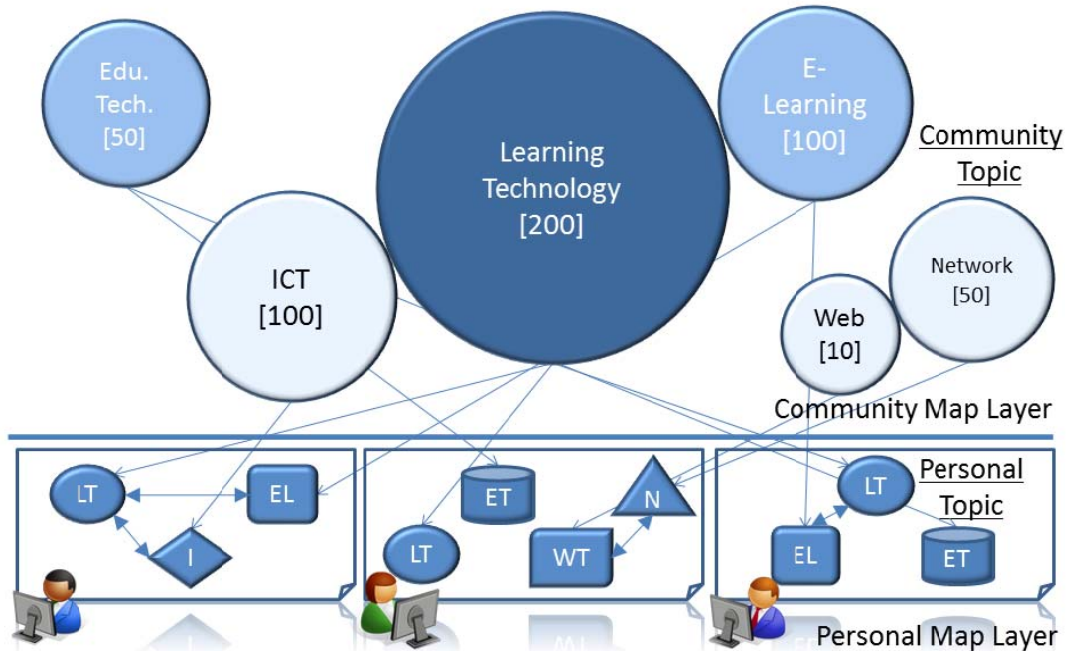 Edu.
Tech.
[50]
Learning
Technology
[200]
E-
Learning
[100]
Community
Topic
ICT
[100]
Network
[50]
Web
[10]
Community Map Layer
LT
EL
I
ET
LT
N
WT
LT
EL
ET
Personal
Topic
Personal Map Layer